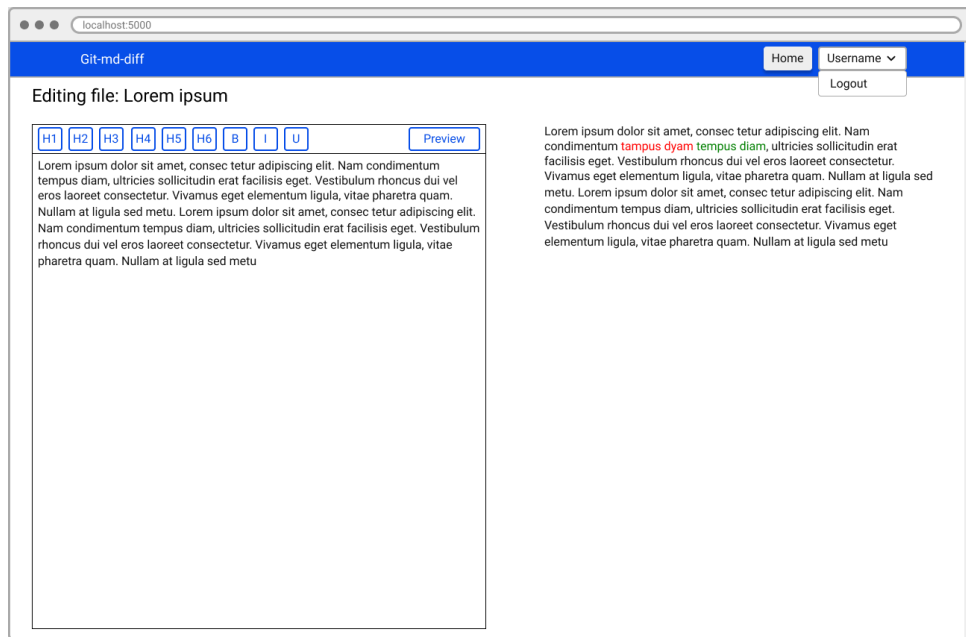 localhost:5000
Git-md-diff
Home
Username
Logout
Editing file: Lorem ipsum
H1 H2 H3 H4 H5 H6 B I U
Preview
Lorem ipsum dolor sit amet, consec tetur adipiscing elit. Nam condimentum
tempus diam, ultricies sollicitudin erat facilisis eget. Vestibulum rhoncus dui vel
eros laoreet consectetur. Vivamus eget elementum ligula, vitae pharetra quam.
Nullam at ligula sed metu. Lorem ipsum dolor sit amet, consec tetur adipiscing elit.
Nam condimentum tempus diam, ultricies sollicitudin erat facilisis eget. Vestibulum
rhoncus dui vel eros laoreet consectetur. Vivamus eget elementum ligula, vitae
pharetra quam. Nullam at ligula sed metu
Lorem ipsum dolor sit amet, consec tetur adipiscing elit. Nam
condimentum tampus dyam tempus diam, ultricies sollicitudin erat
facilisis eget. Vestibulum rhoncus dui vel eros laoreet consectetur.
Vivamus eget elementum ligula, vitae pharetra quam. Nullam at ligula sed
metu. Lorem ipsum dolor sit amet, consec tetur adipiscing elit. Nam
condimentum tempus diam, ultricies sollicitudin erat facilisis eget.
Vestibulum rhoncus dui vel eros laoreet consectetur. Vivamus eget
elementum ligula, vitae pharetra quam. Nullam at ligula sed metu